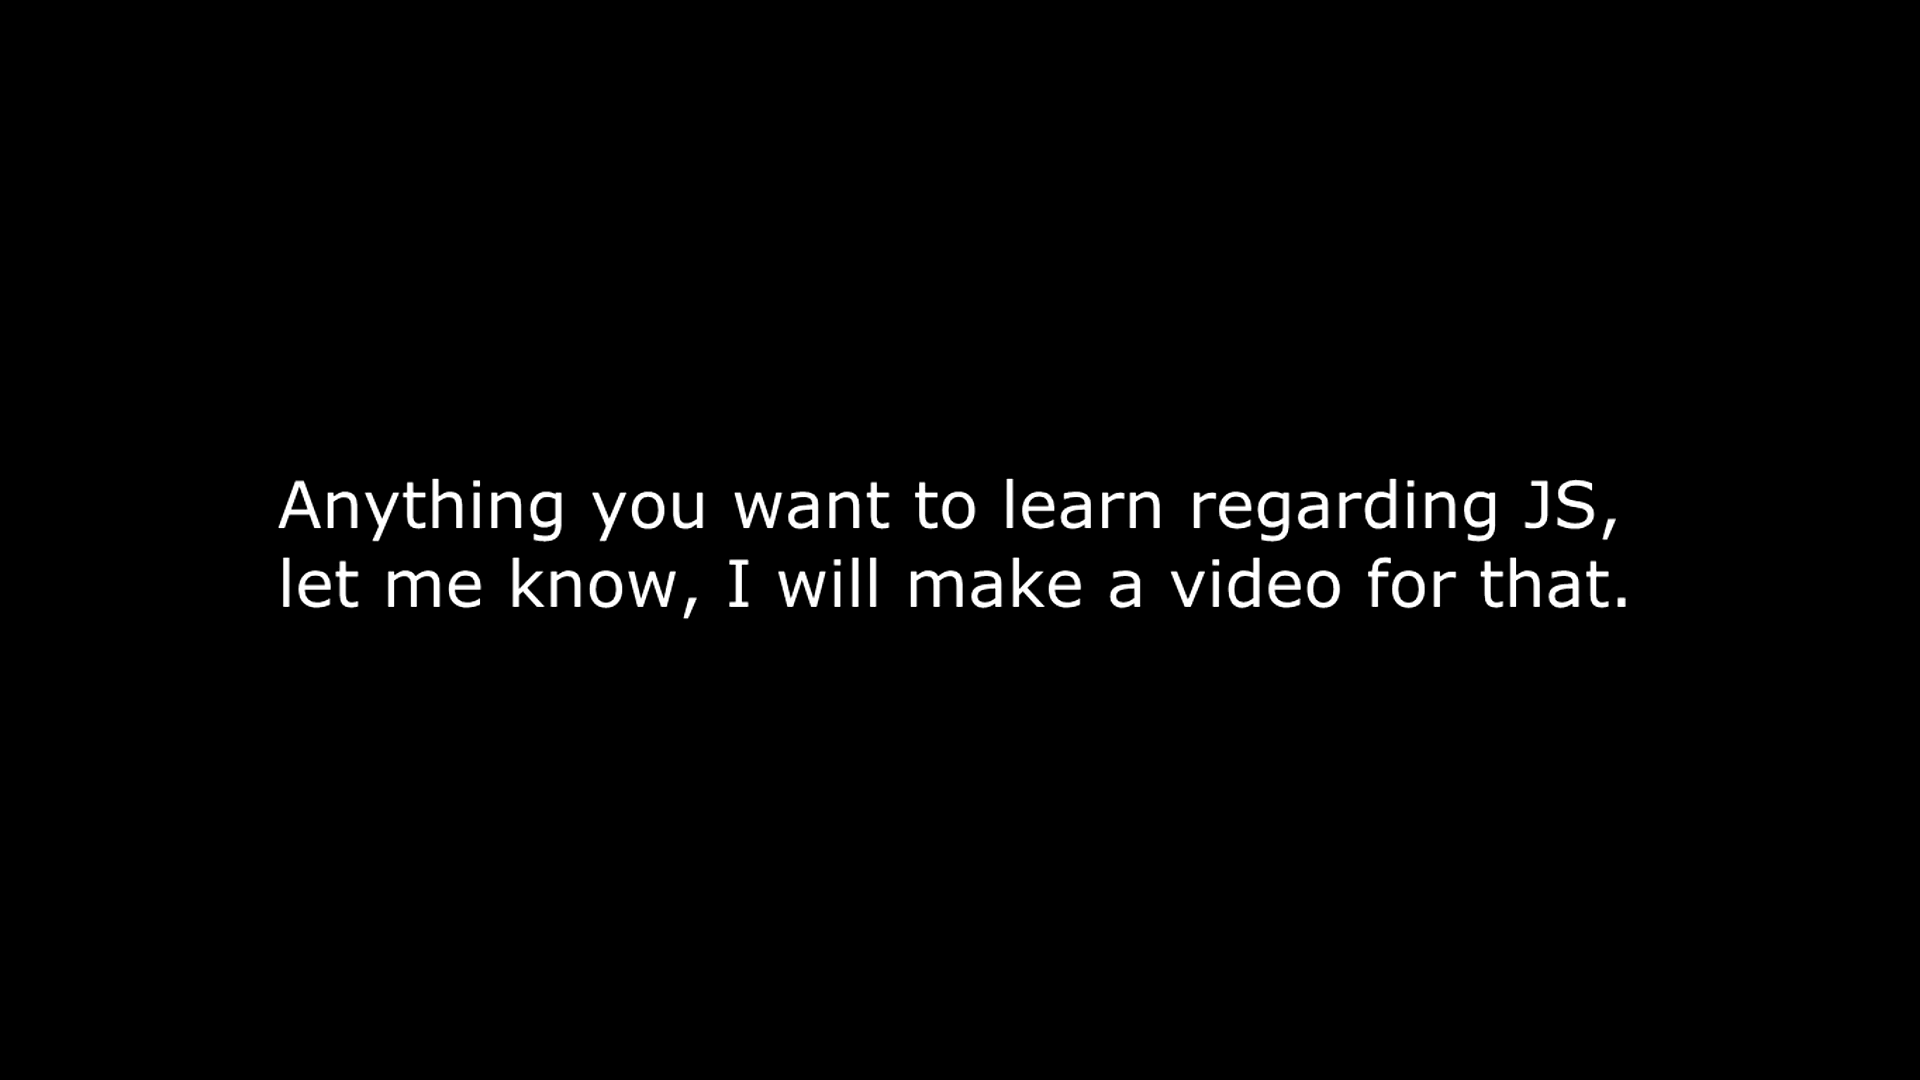 Anything you want to learn regarding JS,
let me know, I will make a video for that.